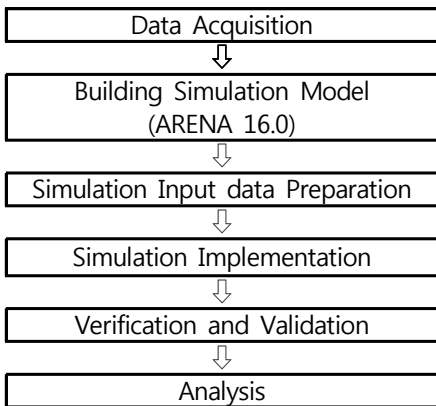 Data Acquisition
Building Simulation Model
(ARENA 16.0)
Simulation Input data Preparation
Simulation Implementation
Verification and Validation
Analysis